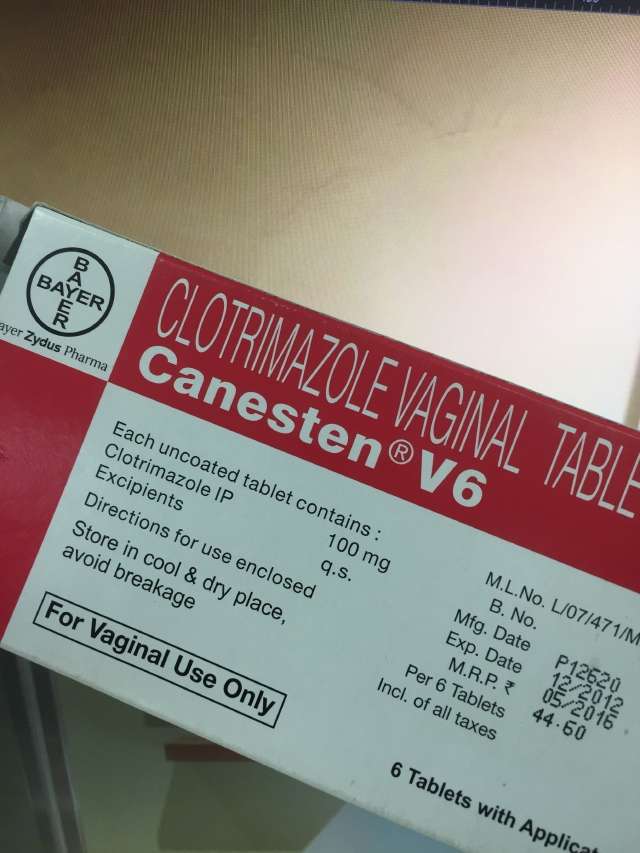 BAYER
BAYER
ayer Zydus Pharma
CLOTRIMAZOLE VAGINAL TABLE
Canesten® V6
Each uncoated tablet contains :
Clotrimazole IP 100 mg
Excipients q.s.
Directions for use enclosed
Store in cool & dry place,
avoid breakage
For Vaginal Use Only
M.L.No. L/07/471/M
B. No. P12620
Mfg. Date 12/2012
Exp. Date 05/2016
M.R.P. ₹ 44.60
Per 6 Tablets
Incl. of all taxes
6 Tablets with Applicat